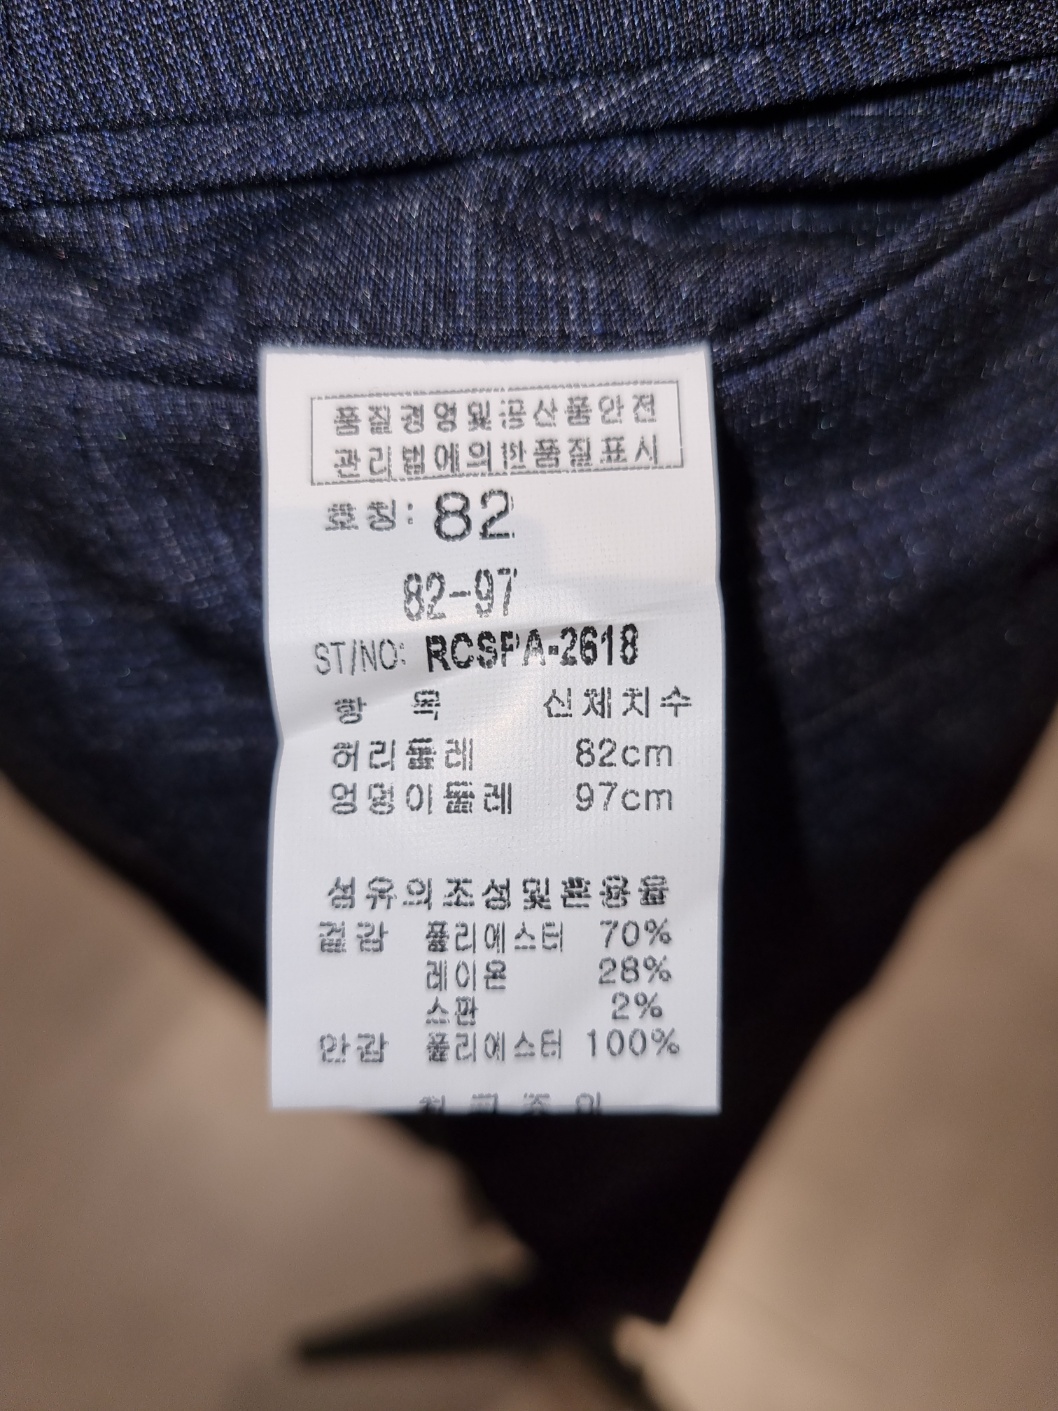 품질경영및공산품안전
관리법에의한품질표시
호칭: 82
82-97
ST/NO: RCSPA-2618
항 목 신체치수
허리둘레 82cm
엉덩이둘레 97cm
섬유의조성및혼용율
겉감 폴리에스터 70%
레이온 28%
스판 2%
안감 폴리에스터 100%